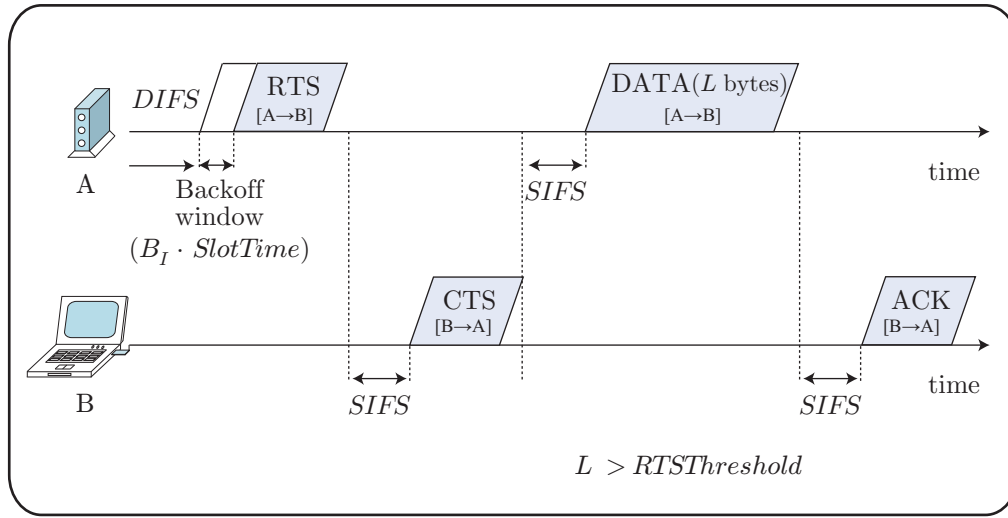 DIFS
RTS
[A→B]
DATA(L bytes)
[A→B]
A
Backoff
window
(B_I · SlotTime)
SIFS
time
CTS
[B→A]
ACK
[B→A]
B
SIFS
SIFS
time
L > RTSThreshold